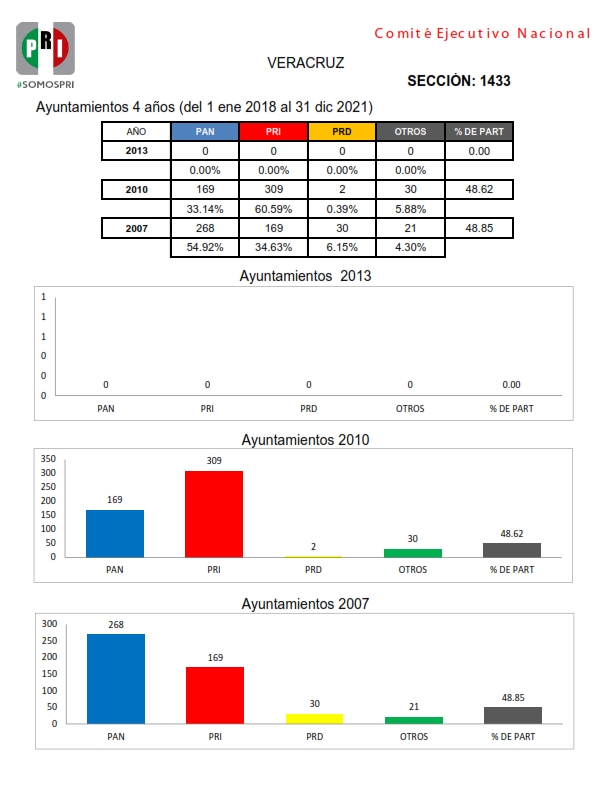 Comité Ejecutivo Nacional
PRI
#SOMOSPRI
VERACRUZ
SECCIÓN: 1433
Ayuntamientos 4 años (del 1 ene 2018 al 31 dic 2021)
AÑO PAN PRI PRD OTROS % DE PART
2013 0 0 0 0 0.00
0.00% 0.00% 0.00% 0.00%
2010 169 309 2 30 48.62
33.14% 60.59% 0.39% 5.88%
2007 268 169 30 21 48.85
54.92% 34.63% 6.15% 4.30%
Ayuntamientos 2013
1
1
1
0
0
0
0 0 0 0 0.00
PAN PRI PRD OTROS % DE PART
Ayuntamientos 2010
350
300
250
200
150
100
50
0
169 309 2 30 48.62
PAN PRI PRD OTROS % DE PART
Ayuntamientos 2007
300
250
200
150
100
50
0
268 169 30 21 48.85
PAN PRI PRD OTROS % DE PART